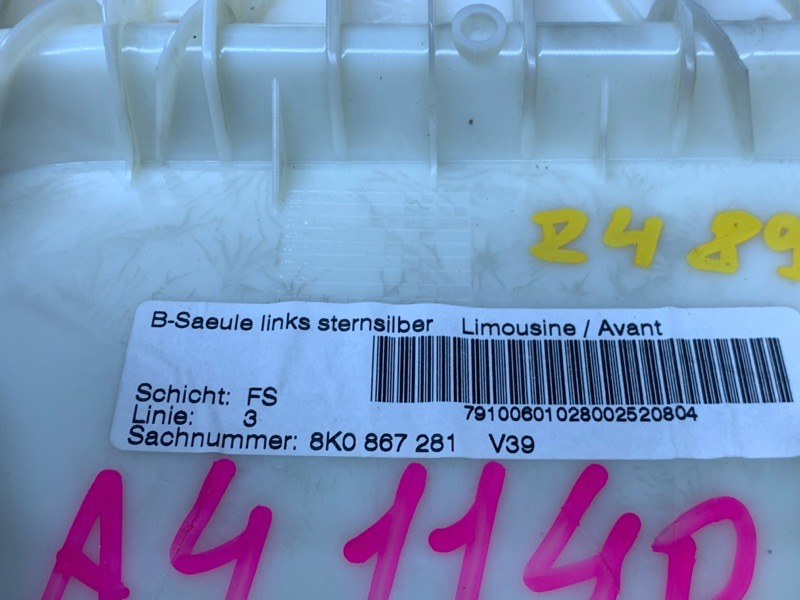 24 89
B-Saeule links sternsilber Limousine / Avant
79100601028002520804
Schicht: FS
Linie: 3
Sachnummer: 8K0 867 281 V39
A4 114D